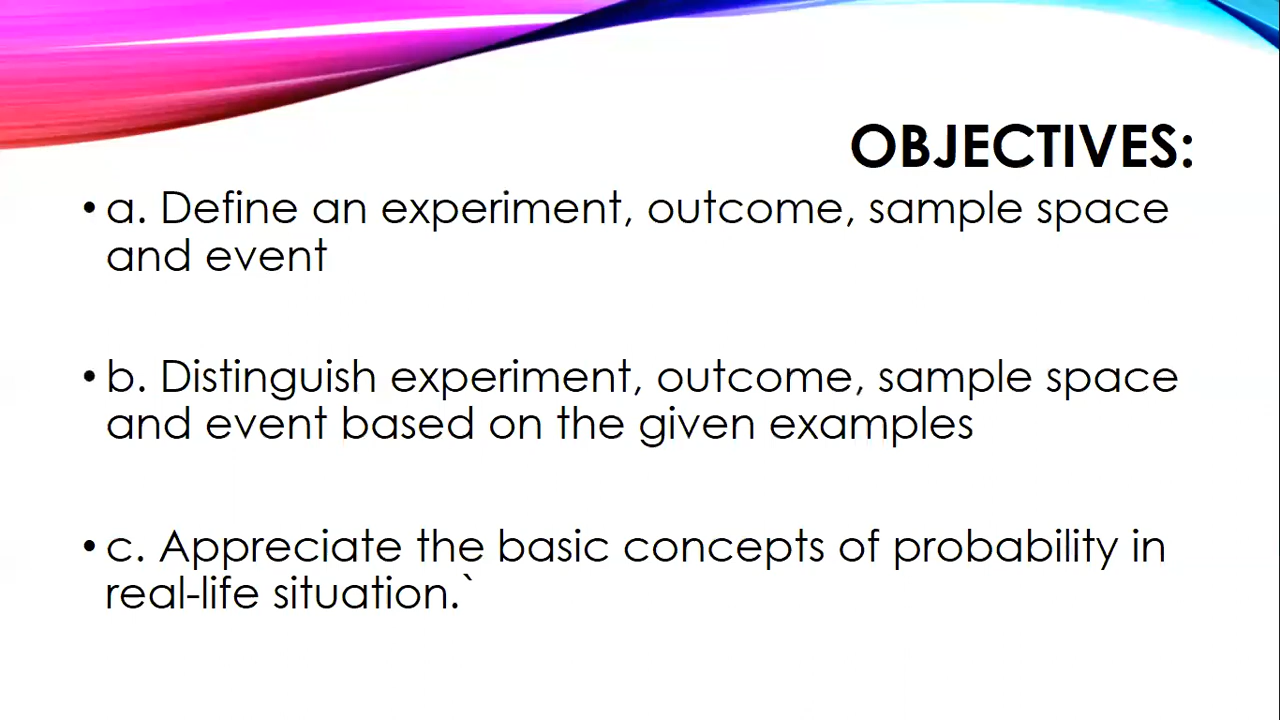 OBJECTIVES:
• a. Define an experiment, outcome, sample space
and event
• b. Distinguish experiment, outcome, sample space
and event based on the given examples
• c. Appreciate the basic concepts of probability in
real-life situation.`